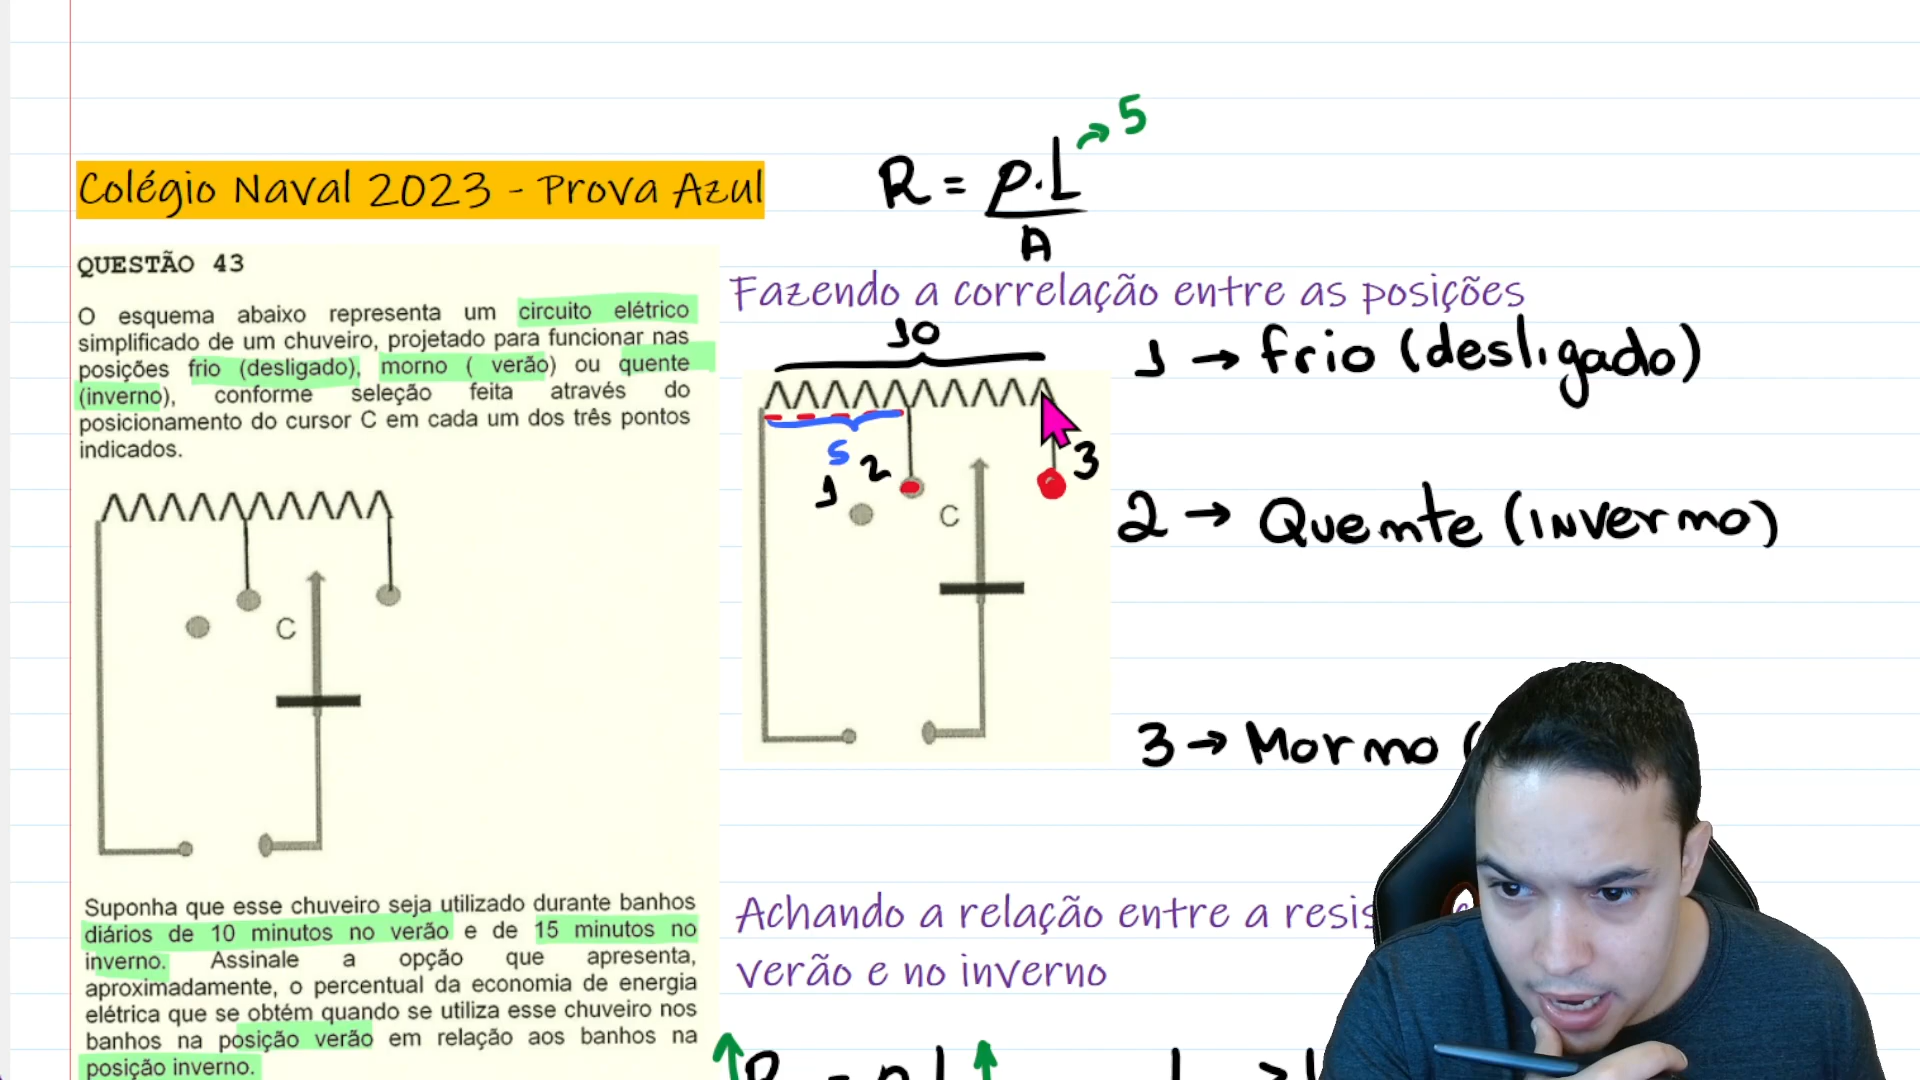 Colégio Naval 2023 - Prova Azul
R = ρ.L → 5
A
QUESTÃO 43
O esquema abaixo representa um circuito elétrico
simplificado de um chuveiro, projetado para funcionar nas
posições frio (desligado), morno ( verão) ou quente
(inverno), conforme seleção feita através do
posicionamento do cursor C em cada um dos três pontos
indicados.
C
Suponha que esse chuveiro seja utilizado durante banhos
diários de 10 minutos no verão e de 15 minutos no
inverno. Assinale a opção que apresenta,
aproximadamente, o percentual da economia de energia
elétrica que se obtém quando se utiliza esse chuveiro nos
banhos na posição verão em relação aos banhos na
posição inverno.
Fazendo a correlação entre as posições
10
5
1 2 3
C
1 → frio (desligado)
2 → Quente (inverno)
3 → Morno (
Achando a relação entre a
verão e no inverno